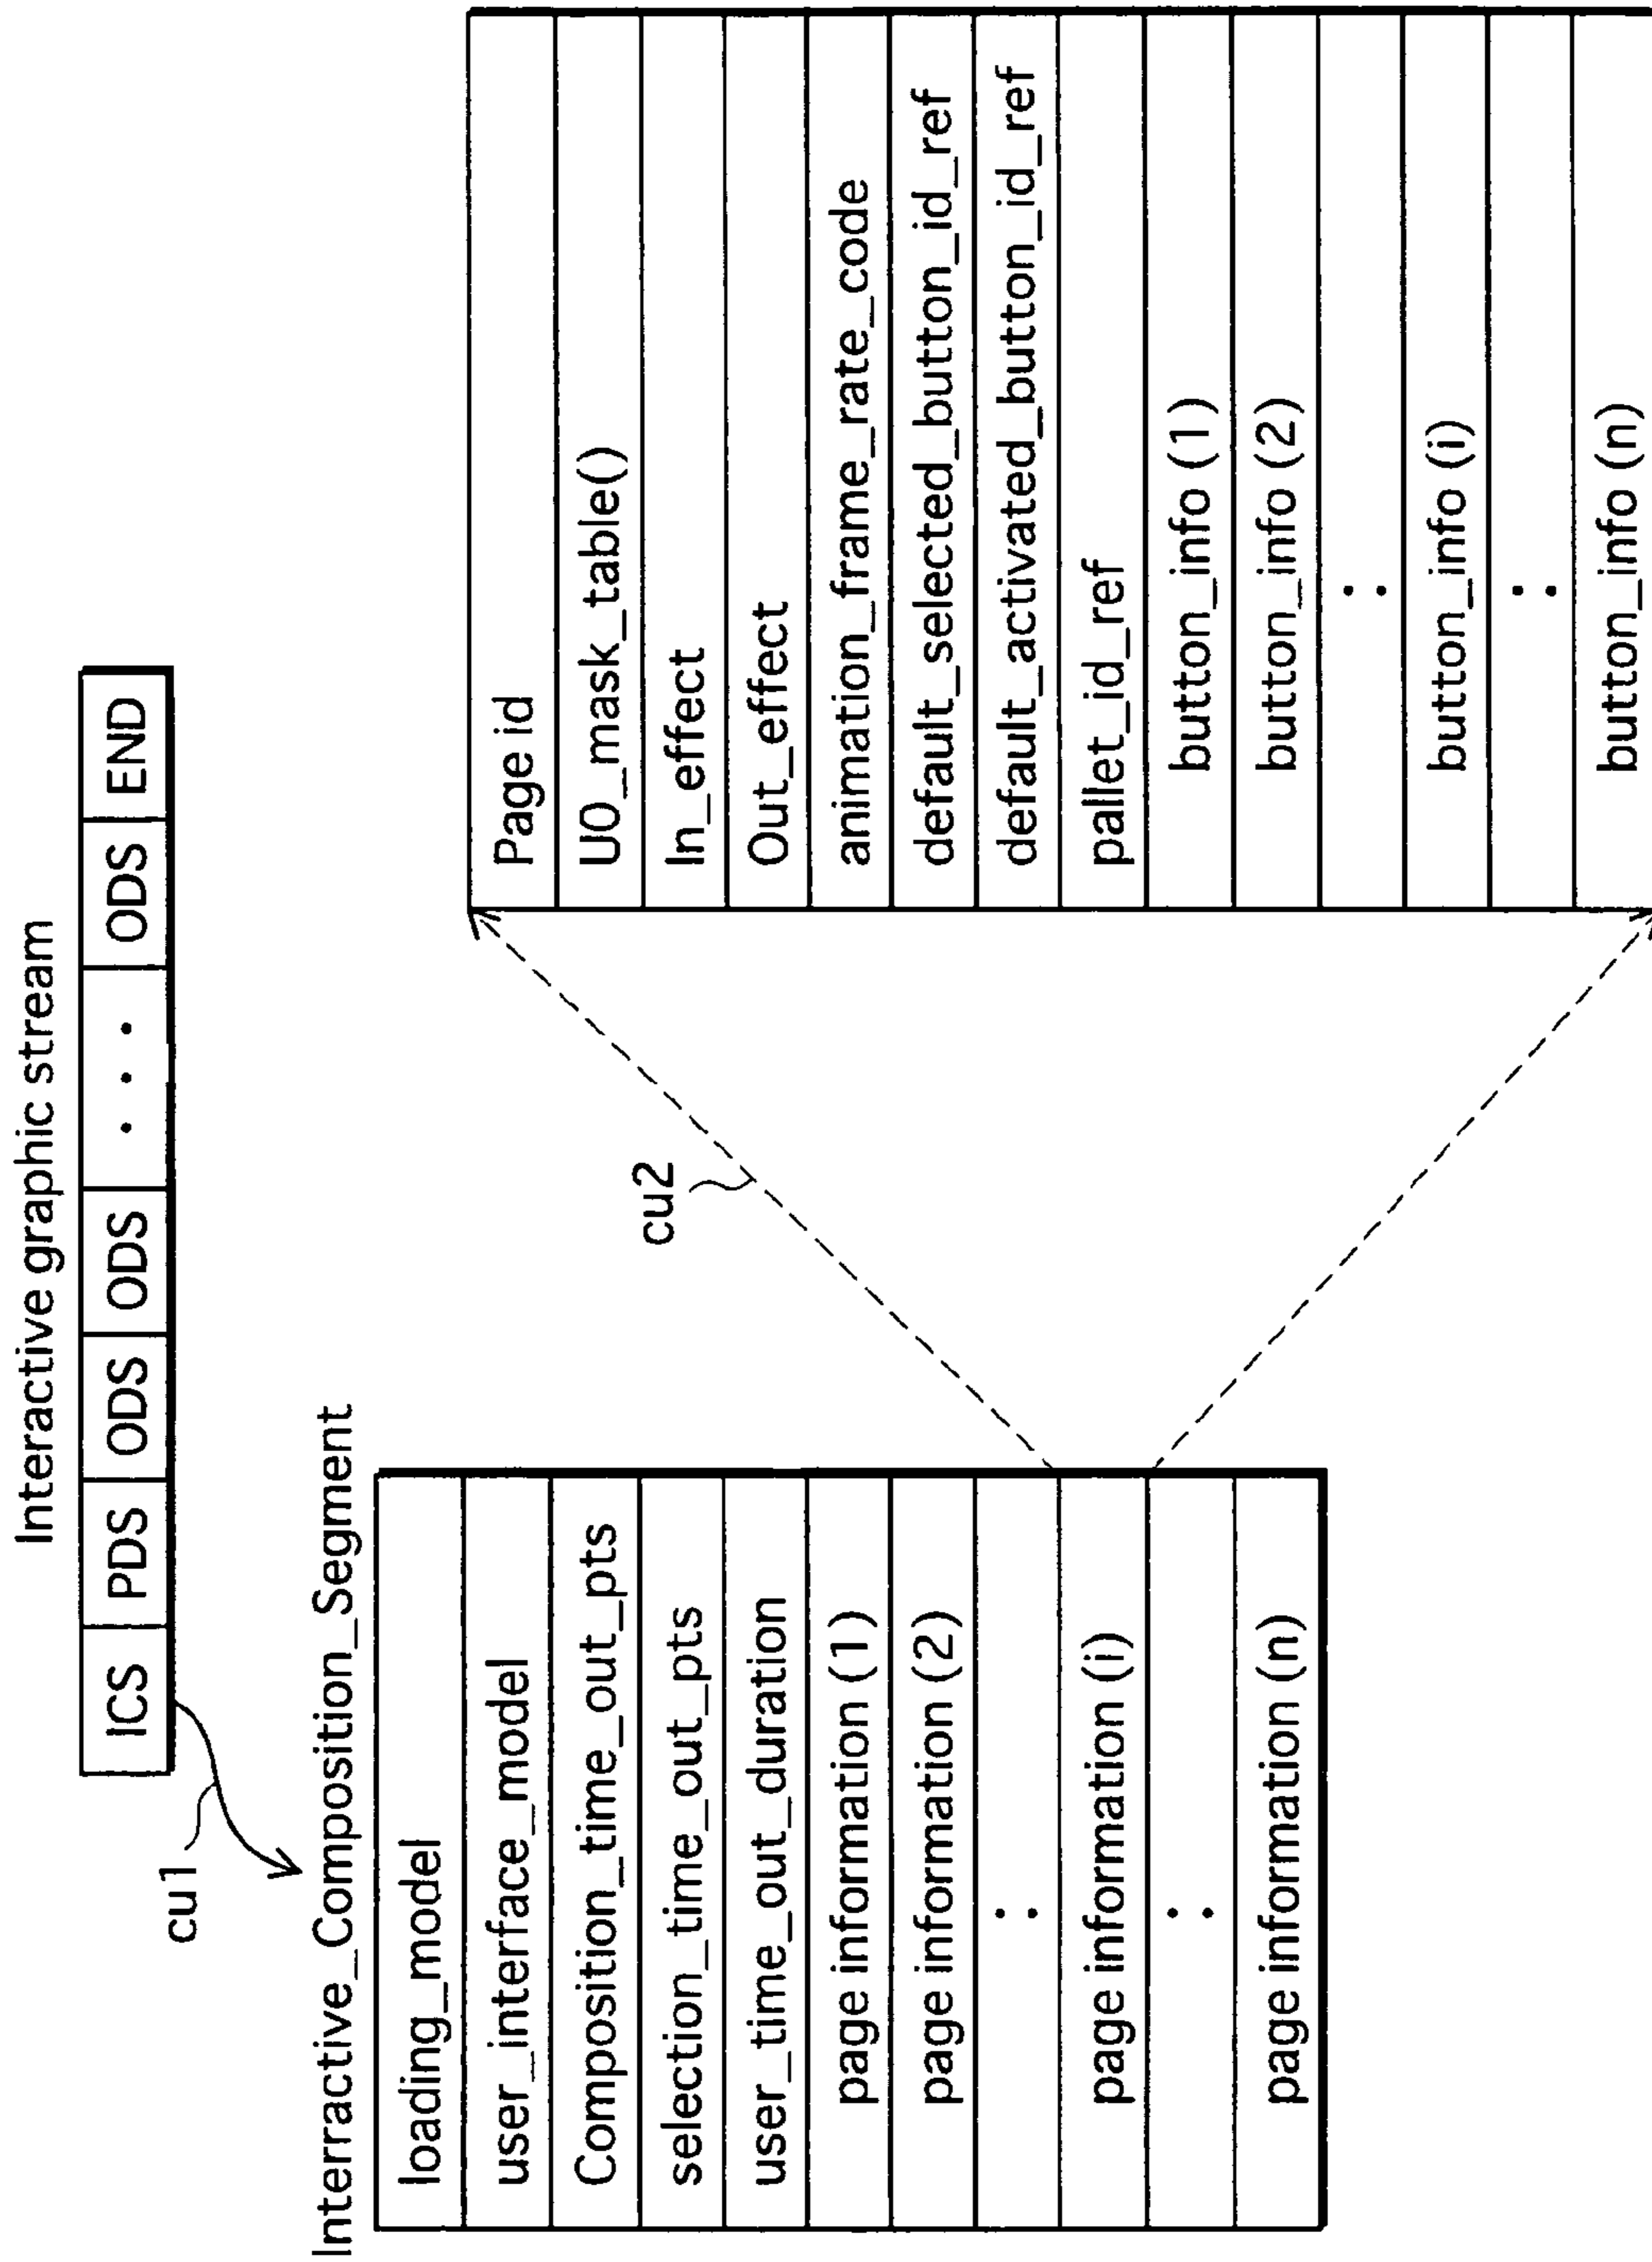 Interactive graphic stream
ICS PDS ODS ODS . . . ODS END
cu1
Interractive_Composition_Segment
loading_model
user_interface_model
Composition_time_out_pts
selection_time_out_pts
user_time_out_duration
page information (1)
page information (2)
:
page information (i)
:
page information (n)
cu2
Page id
UO_mask_table()
In_effect
Out_effect
animation_frame_rate_code
default_selected_button_id_ref
default_activated_button_id_ref
pallet_id_ref
button_info (1)
button_info (2)
:
button_info (i)
:
button_info (n)